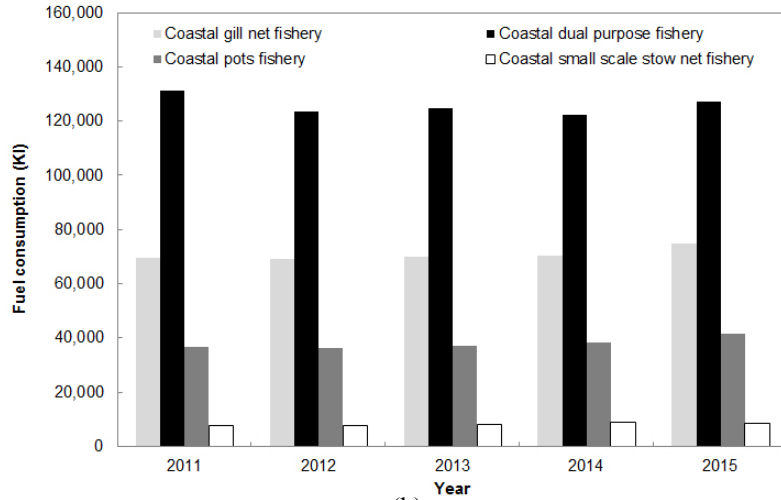 160,000
140,000
120,000
100,000
80,000
60,000
40,000
20,000
0
Fuel consumption (Kl)
Coastal gill net fishery
Coastal dual purpose fishery
Coastal pots fishery
Coastal small scale stow net fishery
2011 2012 2013 2014 2015
Year